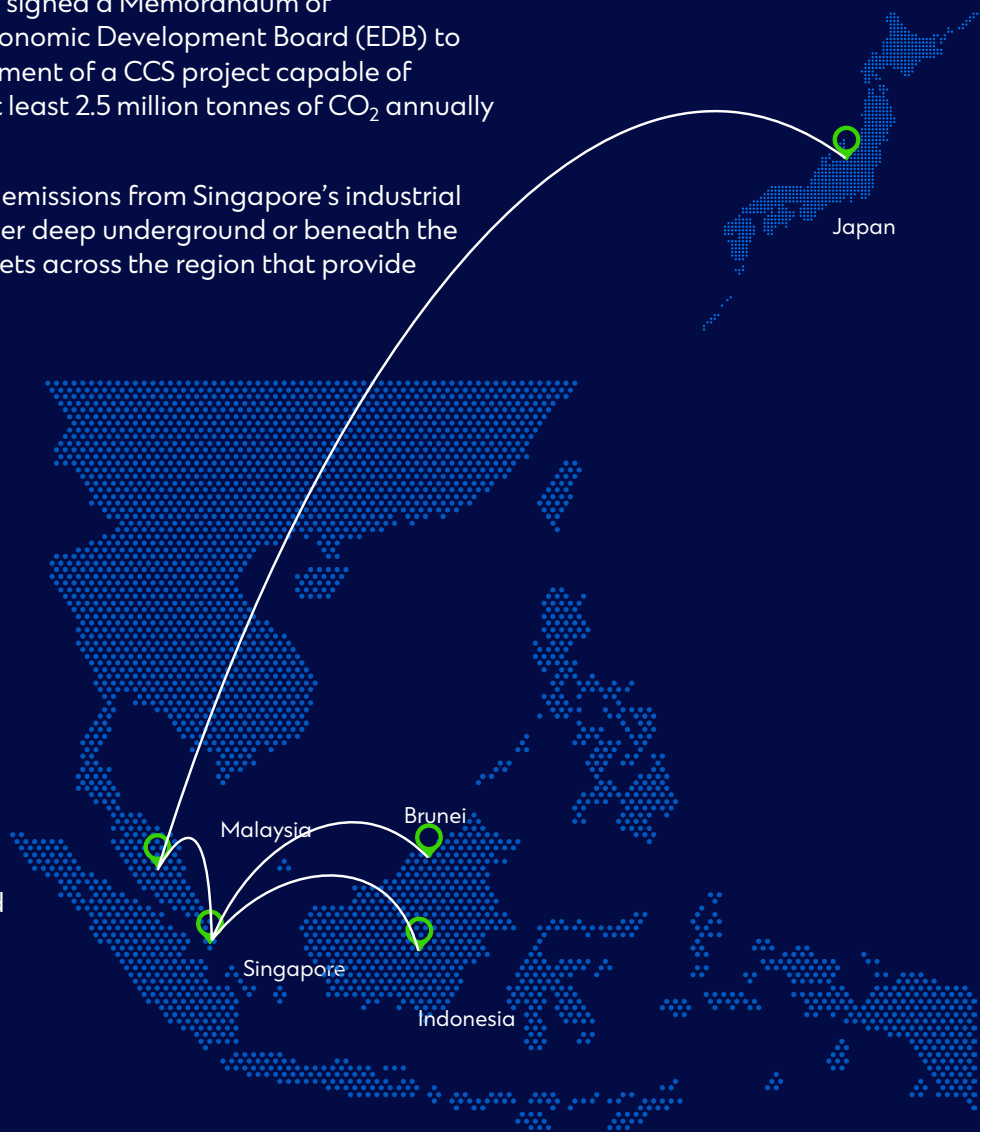 signed a Memorandum of
onomic Development Board (EDB) to
ment of a CCS project capable of
least 2.5 million tonnes of CO₂ annually
emissions from Singapore's industrial
er deep underground or beneath the
ets across the region that provide
Japan
Brunei
Malaysia
Singapore
Indonesia